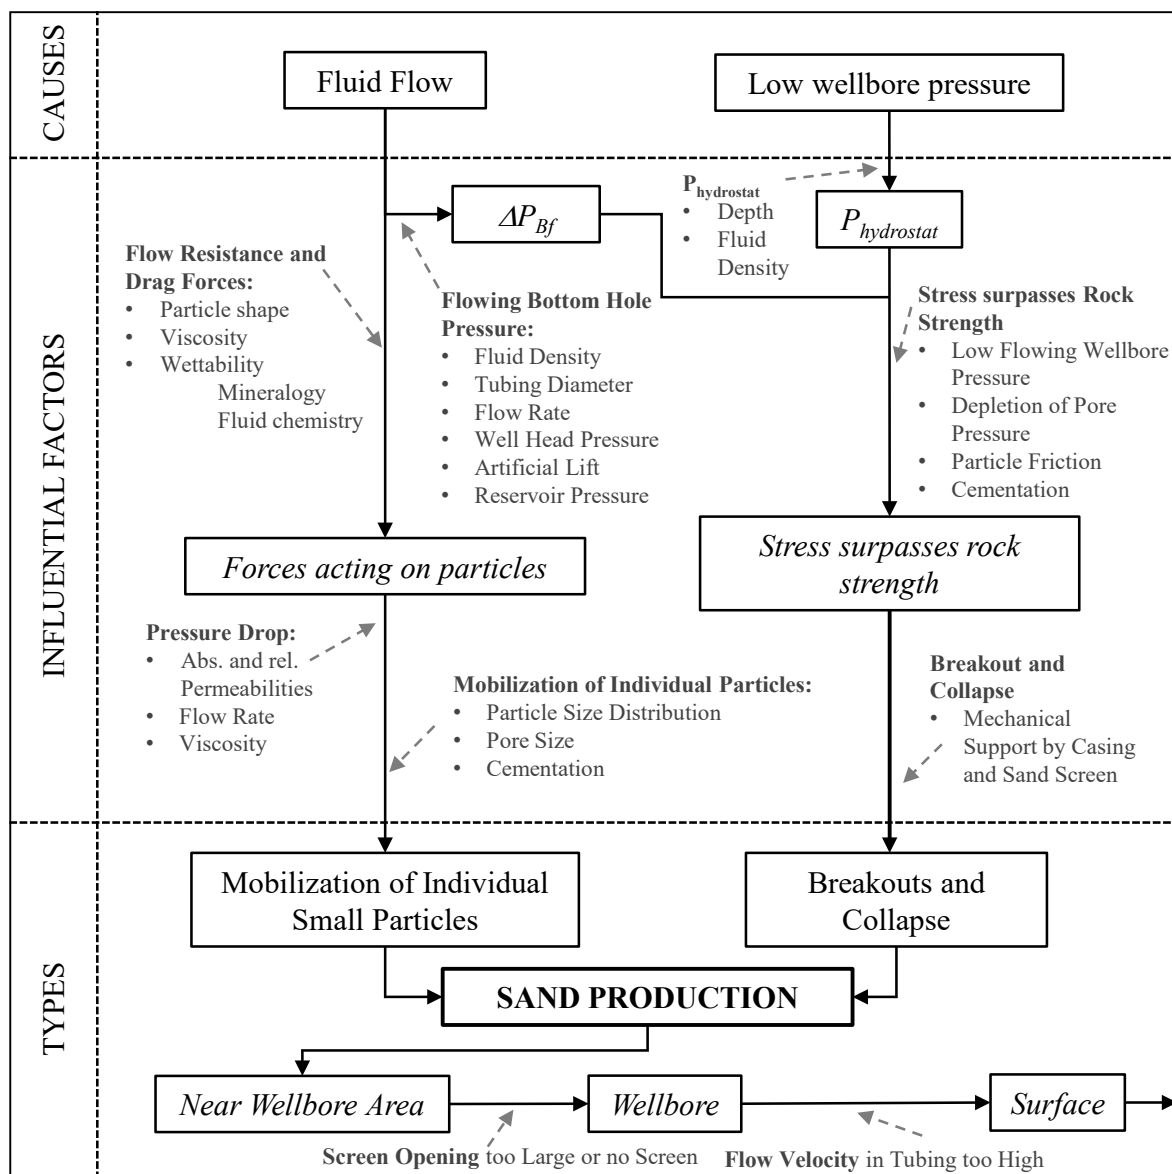 CAUSES
Fluid Flow
Low wellbore pressure
INFLUENTIAL FACTORS
ΔP_Bf
P_hydrostat
• Depth
• Fluid
Density
P_hydrostat
Flow Resistance and
Drag Forces:
• Particle shape
• Viscosity
• Wettability
Mineralogy
Fluid chemistry
Flowing Bottom Hole
Pressure:
• Fluid Density
• Tubing Diameter
• Flow Rate
• Well Head Pressure
• Artificial Lift
• Reservoir Pressure
Stress surpasses Rock
Strength
• Low Flowing Wellbore
Pressure
• Depletion of Pore
Pressure
• Particle Friction
• Cementation
Forces acting on particles
Stress surpasses rock
strength
Pressure Drop:
• Abs. and rel.
Permeabilities
• Flow Rate
• Viscosity
Mobilization of Individual Particles:
• Particle Size Distribution
• Pore Size
• Cementation
Breakout and
Collapse
• Mechanical
Support by Casing
and Sand Screen
TYPES
Mobilization of Individual
Small Particles
Breakouts and
Collapse
SAND PRODUCTION
Near Wellbore Area
Wellbore
Surface
Screen Opening too Large or no Screen
Flow Velocity in Tubing too High